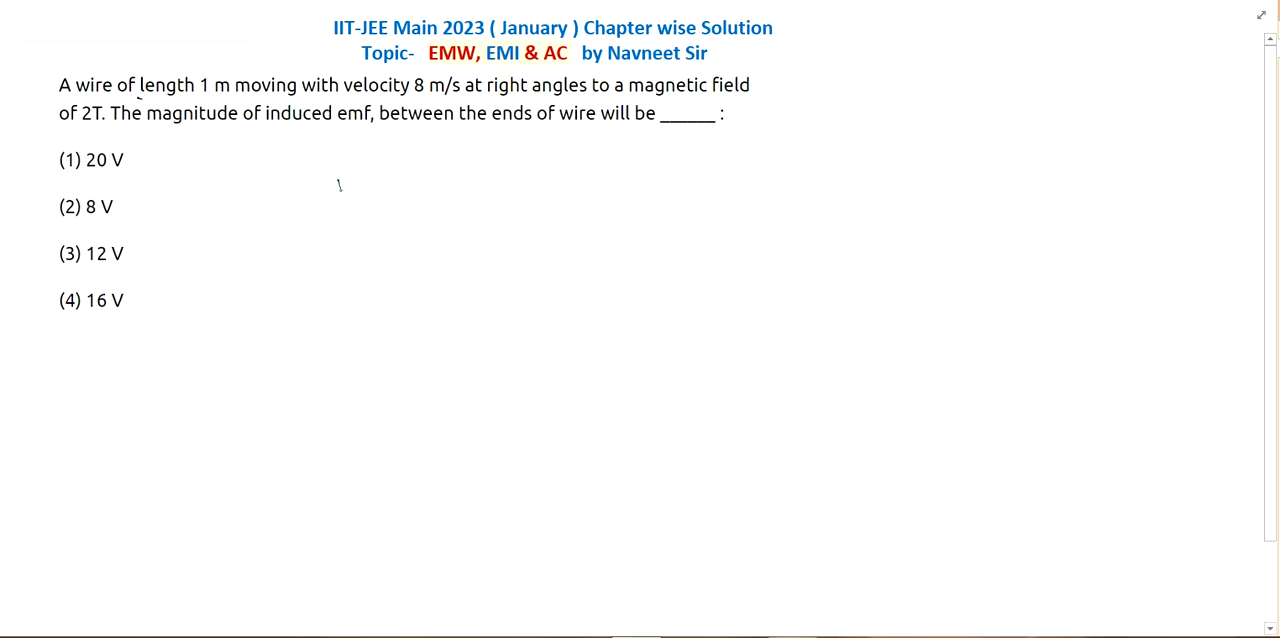 IIT-JEE Main 2023 ( January ) Chapter wise Solution
Topic- EMW, EMI & AC by Navneet Sir
A wire of length 1 m moving with velocity 8 m/s at right angles to a magnetic field
of 2T. The magnitude of induced emf, between the ends of wire will be ______ :
(1) 20 V
(2) 8 V
(3) 12 V
(4) 16 V